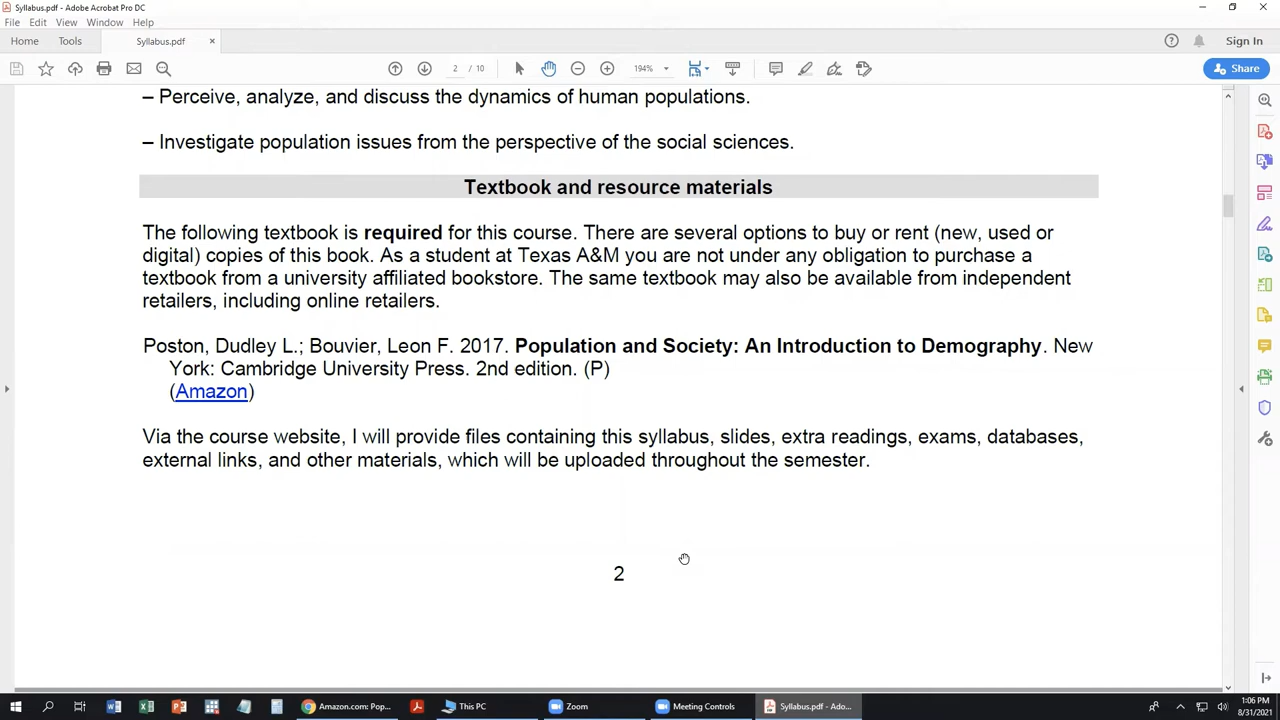 Syllabus.pdf - Adobe Acrobat Pro DC
File Edit View Window Help
Home Tools Syllabus.pdf × Sign In
2 / 10 194% Share
– Perceive, analyze, and discuss the dynamics of human populations.
– Investigate population issues from the perspective of the social sciences.
Textbook and resource materials
The following textbook is required for this course. There are several options to buy or rent (new, used or
digital) copies of this book. As a student at Texas A&M you are not under any obligation to purchase a
textbook from a university affiliated bookstore. The same textbook may also be available from independent
retailers, including online retailers.
Poston, Dudley L.; Bouvier, Leon F. 2017. Population and Society: An Introduction to Demography. New
York: Cambridge University Press. 2nd edition. (P)
(Amazon)
Via the course website, I will provide files containing this syllabus, slides, extra readings, exams, databases,
external links, and other materials, which will be uploaded throughout the semester.
2
Amazon.com: Pop... This PC Zoom Meeting Controls Syllabus.pdf - Ado... 1:06 PM
8/31/2021